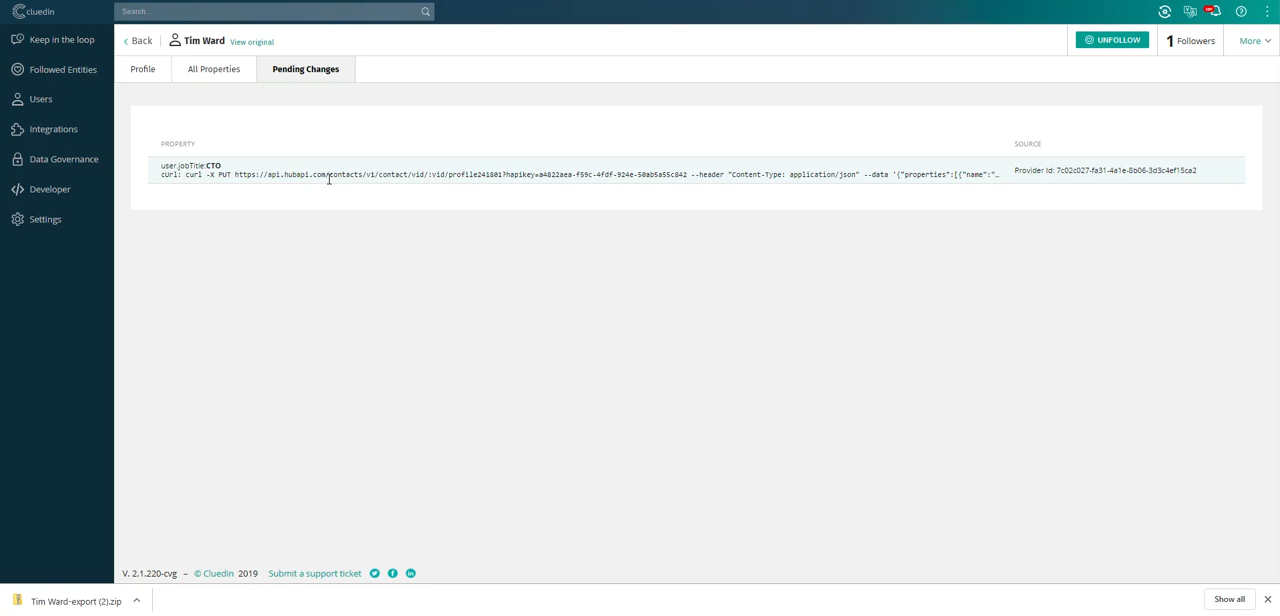 cluedin
Search...
10+
Keep in the loop
Followed Entities
Users
Integrations
Data Governance
Developer
Settings
Back
Tim Ward View original
UNFOLLOW
1 Followers
More
Profile
All Properties
Pending Changes
PROPERTY
SOURCE
user.jobTitle:CTO
cUrl: curl -X PUT https://api.hubapi.com/contacts/v1/contact/vid/:vid/profile241801?hapikey=a4822aea-f59c-4fdf-924e-50ab5a55c842 --header "Content-Type: application/json" --data '{"properties":[{"name":"…
Provider Id: 7c02c027-fa31-4a1e-8b06-3d3c4ef15ca2
V. 2.1.220-cvg – © CluedIn 2019 Submit a support ticket
Tim Ward-export (2).zip
Show all